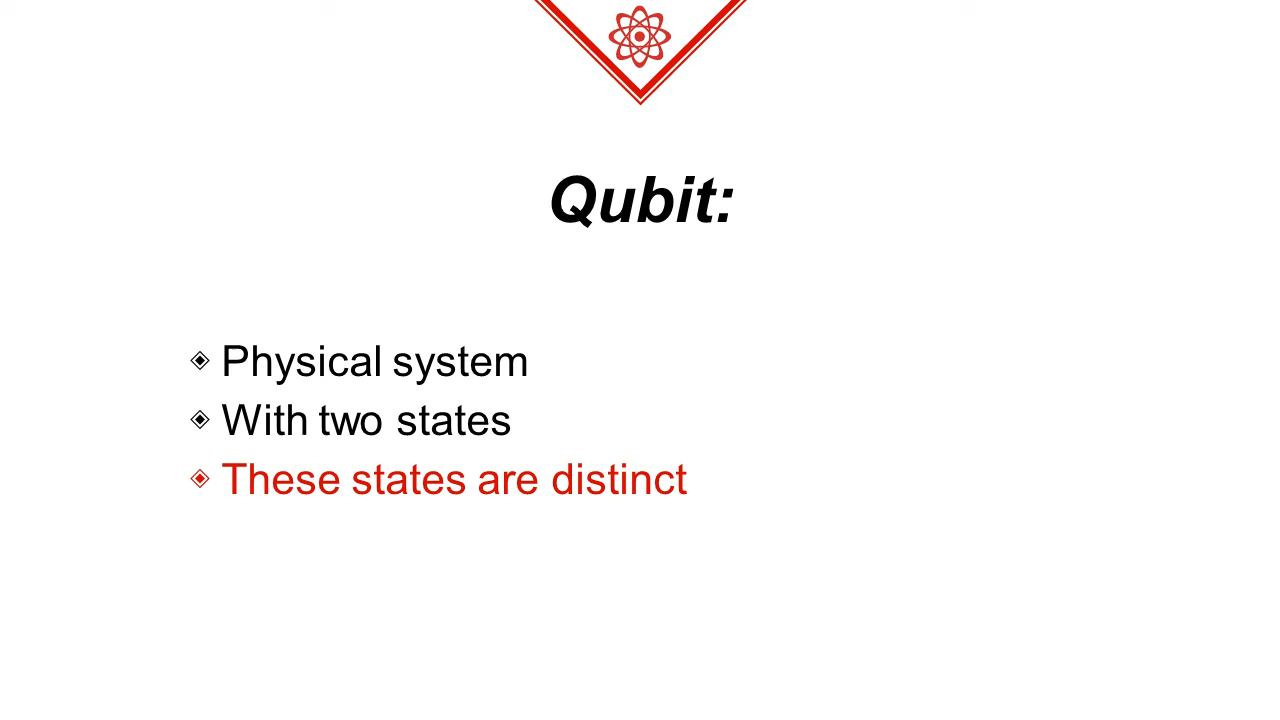 Qubit:
Physical system
With two states
These states are distinct